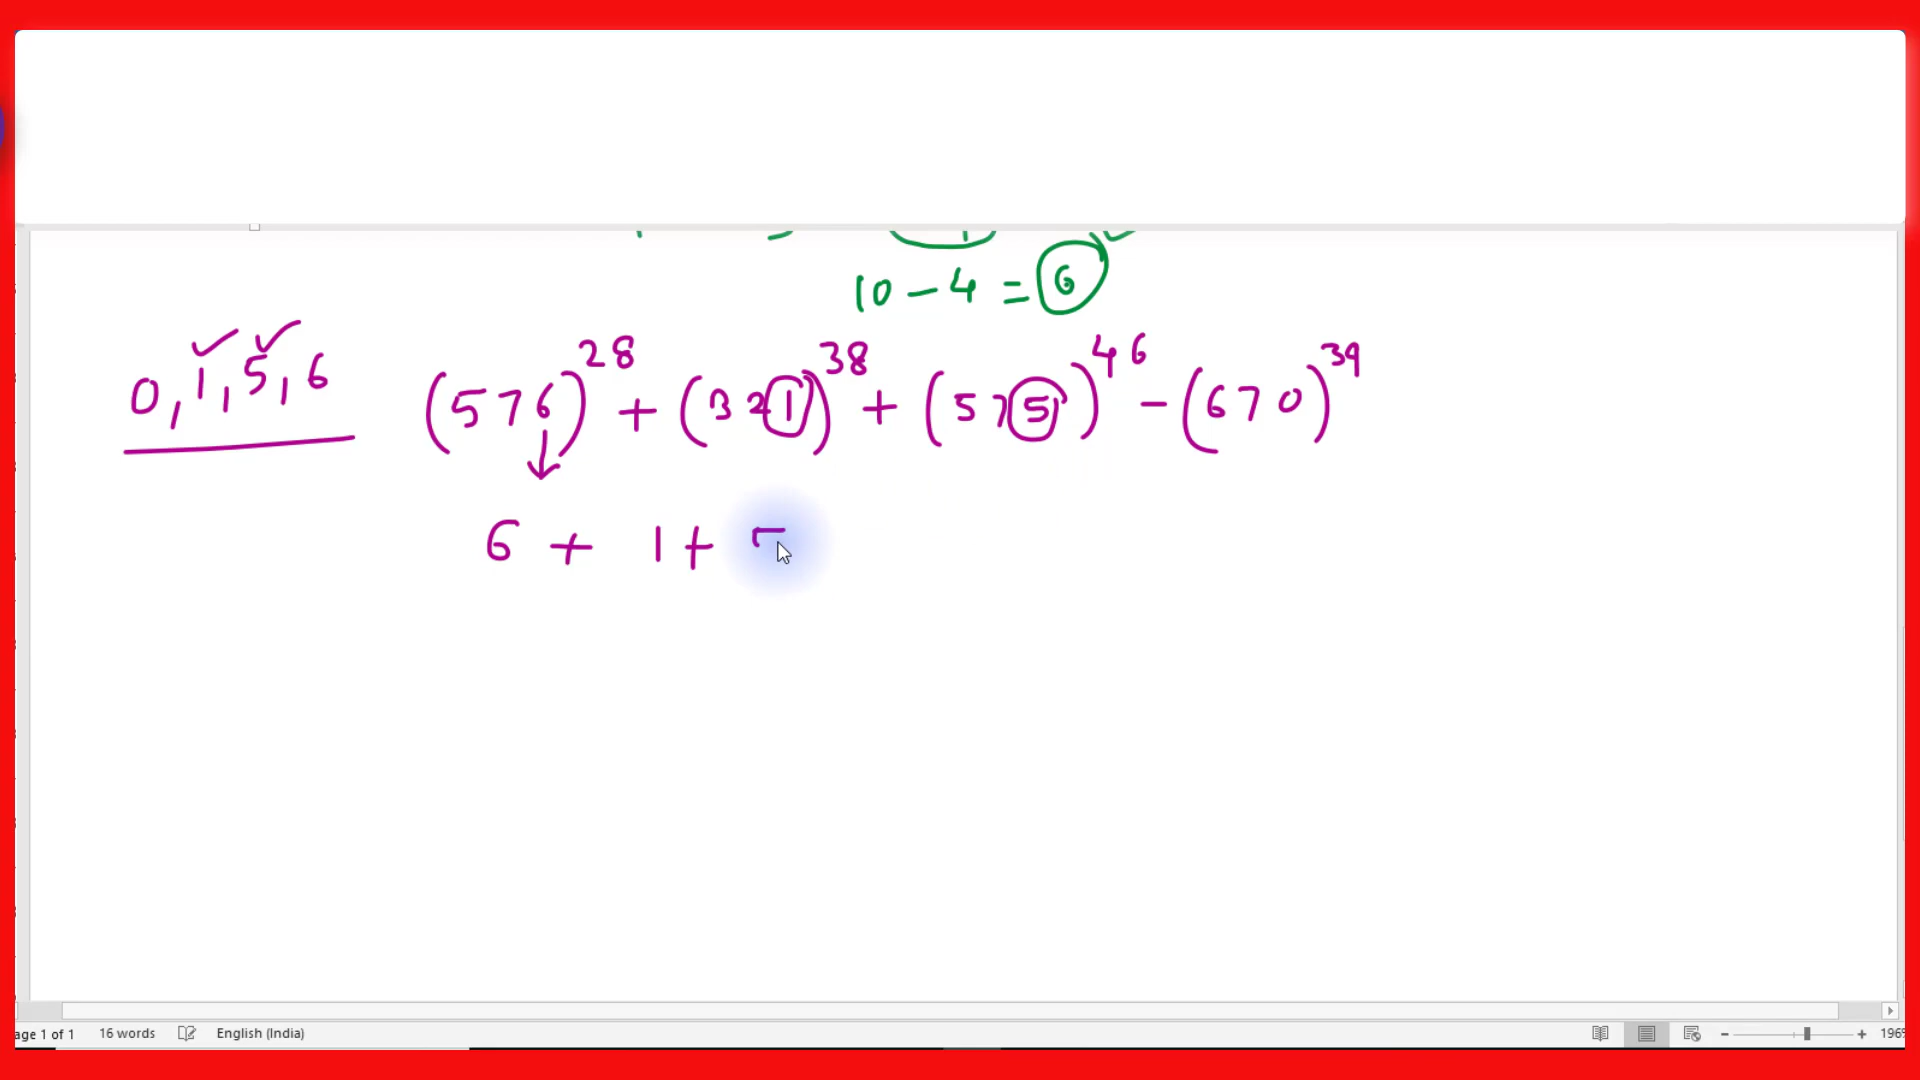 10 - 4 = 6
0, 1, 5, 6 (576)^28 + (321)^38 + (575)^46 - (670)^39
6 + 1 +
age 1 of 1 16 words English (India) - + 196%